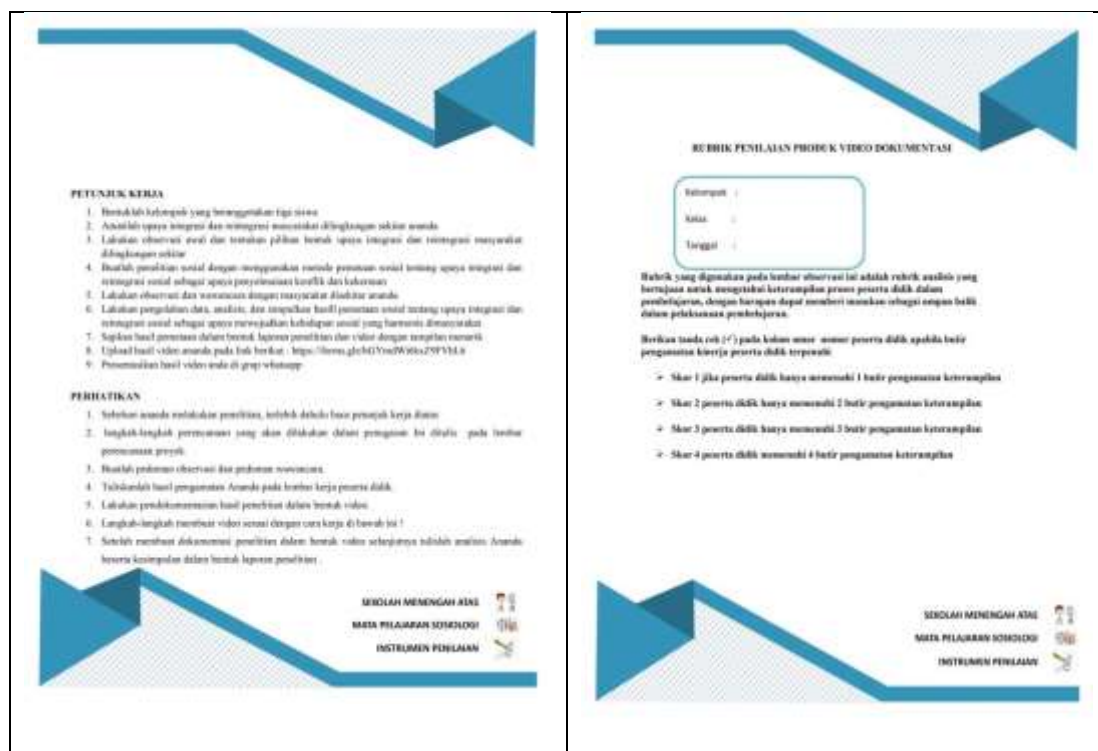 PETUNJUK KERJA
1. Bentuklah kelompok yang beranggotakan tiga siswa
2. Amatilah upaya integrasi dan reintegrasi masyarakat dilingkungan sekitar ananda
3. Lakukan observasi awal dan tentukan pilihan bentuk upaya integrasi dan reintegrasi masyarakat
dilingkungan sekitar
4. Buatlah penelitian sosial dengan menggunakan metode pemetaan sosial tentang upaya integrasi dan
reintegrasi sosial sebagai upaya penyelesaian konflik dan kekerasan
5. Lakukan observasi dan wawancara dengan masyarakat disekitar ananda
6. Lakukan pengolahan data, analisis, dan simpulkan hasil pemetaan sosial tentang upaya integrasi dan
reintegrasi sosial sebagai upaya mewujudkan kehidupan sosial yang harmonis dimasyarakat
7. Sajikan hasil pemetaan dalam bentuk laporan penelitian dan video dengan tampilan menarik
8. Upload hasil video ananda pada link berikut :
9. Presentasikan hasil video anda di grup whatsapp
PERHATIKAN
1. Sebelum ananda melakukan penelitian, terlebih dahulu baca petunjuk kerja diatas
2. langkah-langkah perencanaan yang akan dilakukan dalam penugasan Ini ditulis pada lembar
perencanaan proyek.
3. Buatlah pedoman observasi dan pedoman wawancara.
4. Tuliskanlah hasil pengamatan Ananda pada lembar kerja peserta didik.
5. Lakukan pendokumentasian hasil penelitian dalam bentuk video.
6. Langkah-langkah membuat video sesuai dengan cara kerja di bawah ini !
7. Setelah membuat dokumentasi penelitian dalam bentuk video selanjutnya tulislah analisis Ananda
beserta kesimpulan dalam bentuk laporan penelitian .
SEKOLAH MENENGAH ATAS
MATA PELAJARAN SOSIOLOGI
INSTRUMEN PENILAIAN
RUBRIK PENILAIAN PRODUK VIDEO DOKUMENTASI
Kelompok :
Kelas :
Tanggal :
Rubrik yang digunakan pada lembar observasi ini adalah rubrik analisis yang
bertujuan untuk mengetahui keterampilan proses peserta didik dalam
pembelajaran, dengan harapan dapat memberi masukan sebagai umpan balik
dalam pelaksanaan pembelajaran.
Berikan tanda cek (✓) pada kolom nomor peserta didik apabila butir
pengamatan kinerja peserta didik terpenuhi
➢ Skor 1 jika peserta didik hanya memenuhi 1 butir pengamatan keterampilan
➢ Skor 2 peserta didik hanya memenuhi 2 butir pengamatan keterampilan
➢ Skor 3 peserta didik hanya memenuhi 3 butir pengamatan keterampilan
➢ Skor 4 peserta didik memenuhi 4 butir pengamatan keterampilan
SEKOLAH MENENGAH ATAS
MATA PELAJARAN SOSIOLOGI
INSTRUMEN PENILAIAN